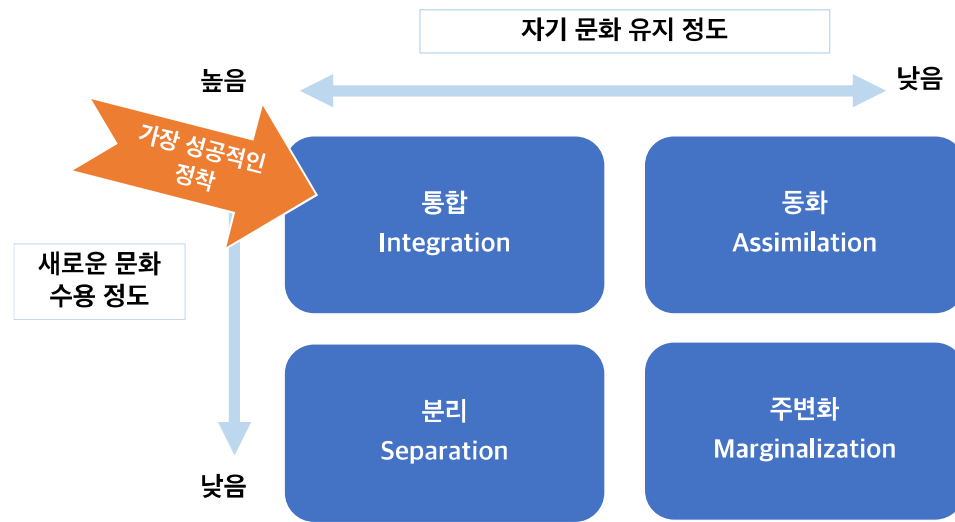 자기 문화 유지 정도
높음
낮음
가장 성공적인
정착
통합
Integration
동화
Assimilation
새로운 문화
수용 정도
분리
Separation
주변화
Marginalization
낮음